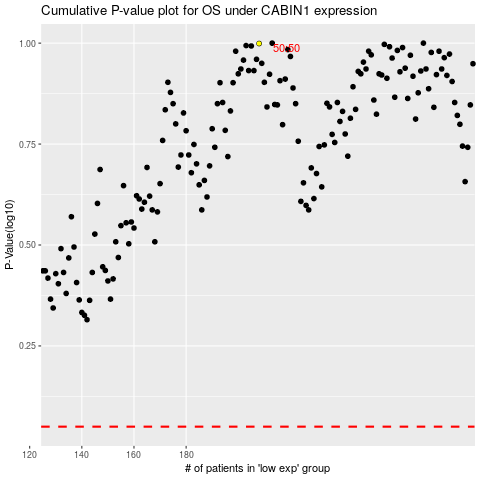 Cumulative P-value plot for OS under CABIN1 expression
P-Value(log10)
1.00
0.75
0.50
0.25
50:50
120 140 160 180
# of patients in 'low exp' group